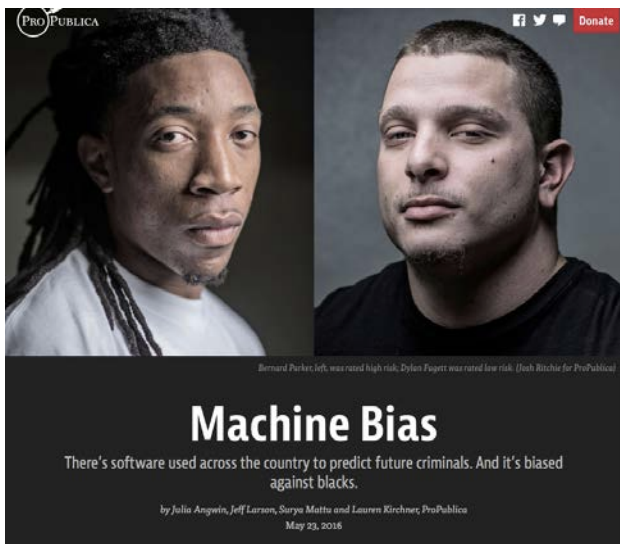 PRO PUBLICA
Donate
Bernard Parker, left, was rated high risk; Dylan Fugett was rated low risk. (Josh Ritchie for ProPublica)
Machine Bias
There's software used across the country to predict future criminals. And it's biased
against blacks.
by Julia Angwin, Jeff Larson, Surya Mattu and Lauren Kirchner, ProPublica
May 23, 2016